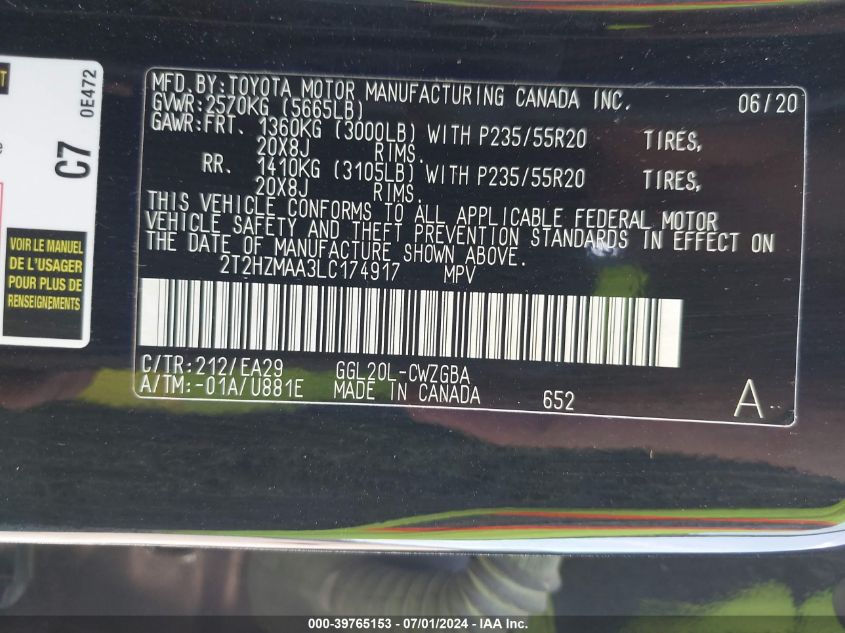 T
C7
0E472
e
VOIR LE MANUEL
DE L'USAGER
POUR PLUS DE
RENSEIGNEMENTS
MFD.BY:TOYOTA MOTOR MANUFACTURING CANADA INC. 06/20
GVWR:2570KG (5665LB)
GAWR:FRT. 1360KG (3000LB) WITH P235/55R20 TIRES,
20X8J RIMS.
RR. 1410KG (3105LB) WITH P235/55R20 TIRES,
20X8J RIMS.
THIS VEHICLE CONFORMS TO ALL APPLICABLE FEDERAL MOTOR
VEHICLE SAFETY AND THEFT PREVENTION STANDARDS IN EFFECT ON
THE DATE OF MANUFACTURE SHOWN ABOVE.
2T2HZMAA3LC174917 MPV
C/TR:212/EA29 GGL20L-CWZGBA
A/TM:-01A/U881E MADE IN CANADA 652 A
000-39765153 - 07/01/2024 - IAA Inc.